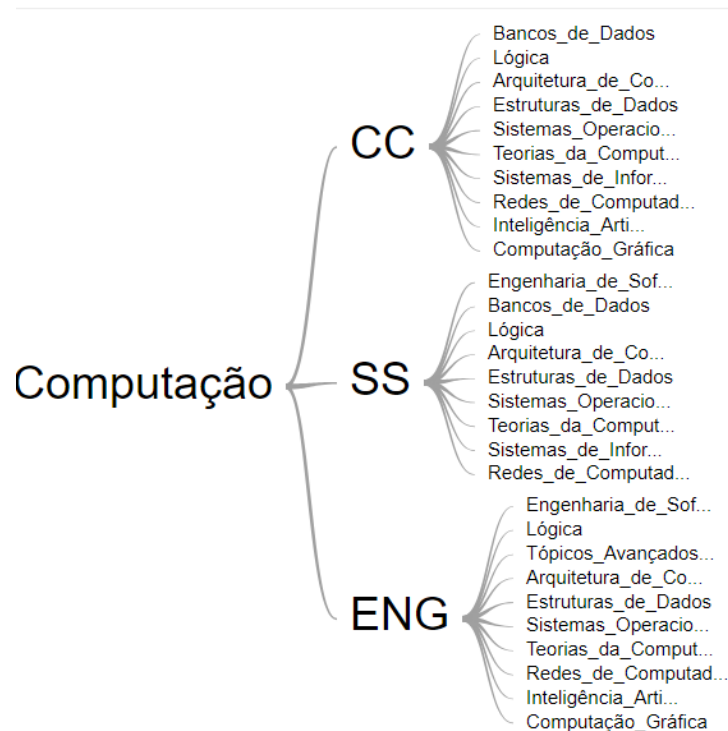 Computação
CC
Bancos_de_Dados
Lógica
Arquitetura_de_Co...
Estruturas_de_Dados
Sistemas_Operacio...
Teorias_da_Comput...
Sistemas_de_Infor...
Redes_de_Computad...
Inteligência_Arti...
Computação_Gráfica
SS
Engenharia_de_Sof...
Bancos_de_Dados
Lógica
Arquitetura_de_Co...
Estruturas_de_Dados
Sistemas_Operacio...
Teorias_da_Comput...
Sistemas_de_Infor...
Redes_de_Computad...
ENG
Engenharia_de_Sof...
Lógica
Tópicos_Avançados...
Arquitetura_de_Co...
Estruturas_de_Dados
Sistemas_Operacio...
Teorias_da_Comput...
Redes_de_Computad...
Inteligência_Arti...
Computação_Gráfica